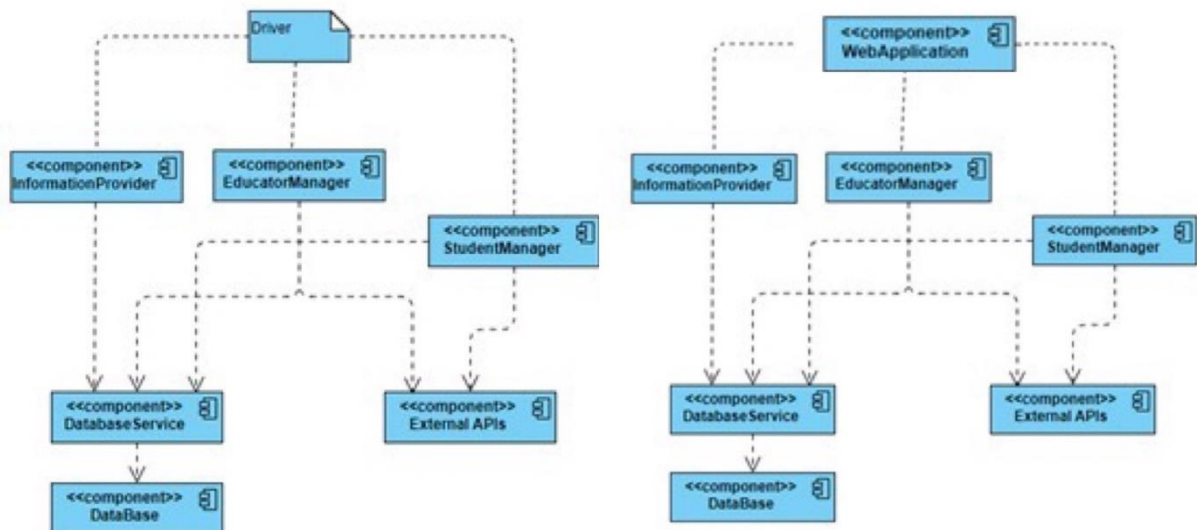 Driver
<<component>>
InformationProvider
<<component>>
EducatorManager
<<component>>
StudentManager
<<component>>
DatabaseService
<<component>>
External APIs
<<component>>
DataBase
<<component>>
WebApplication
<<component>>
InformationProvider
<<component>>
EducatorManager
<<component>>
StudentManager
<<component>>
DatabaseService
<<component>>
External APIs
<<component>>
DataBase